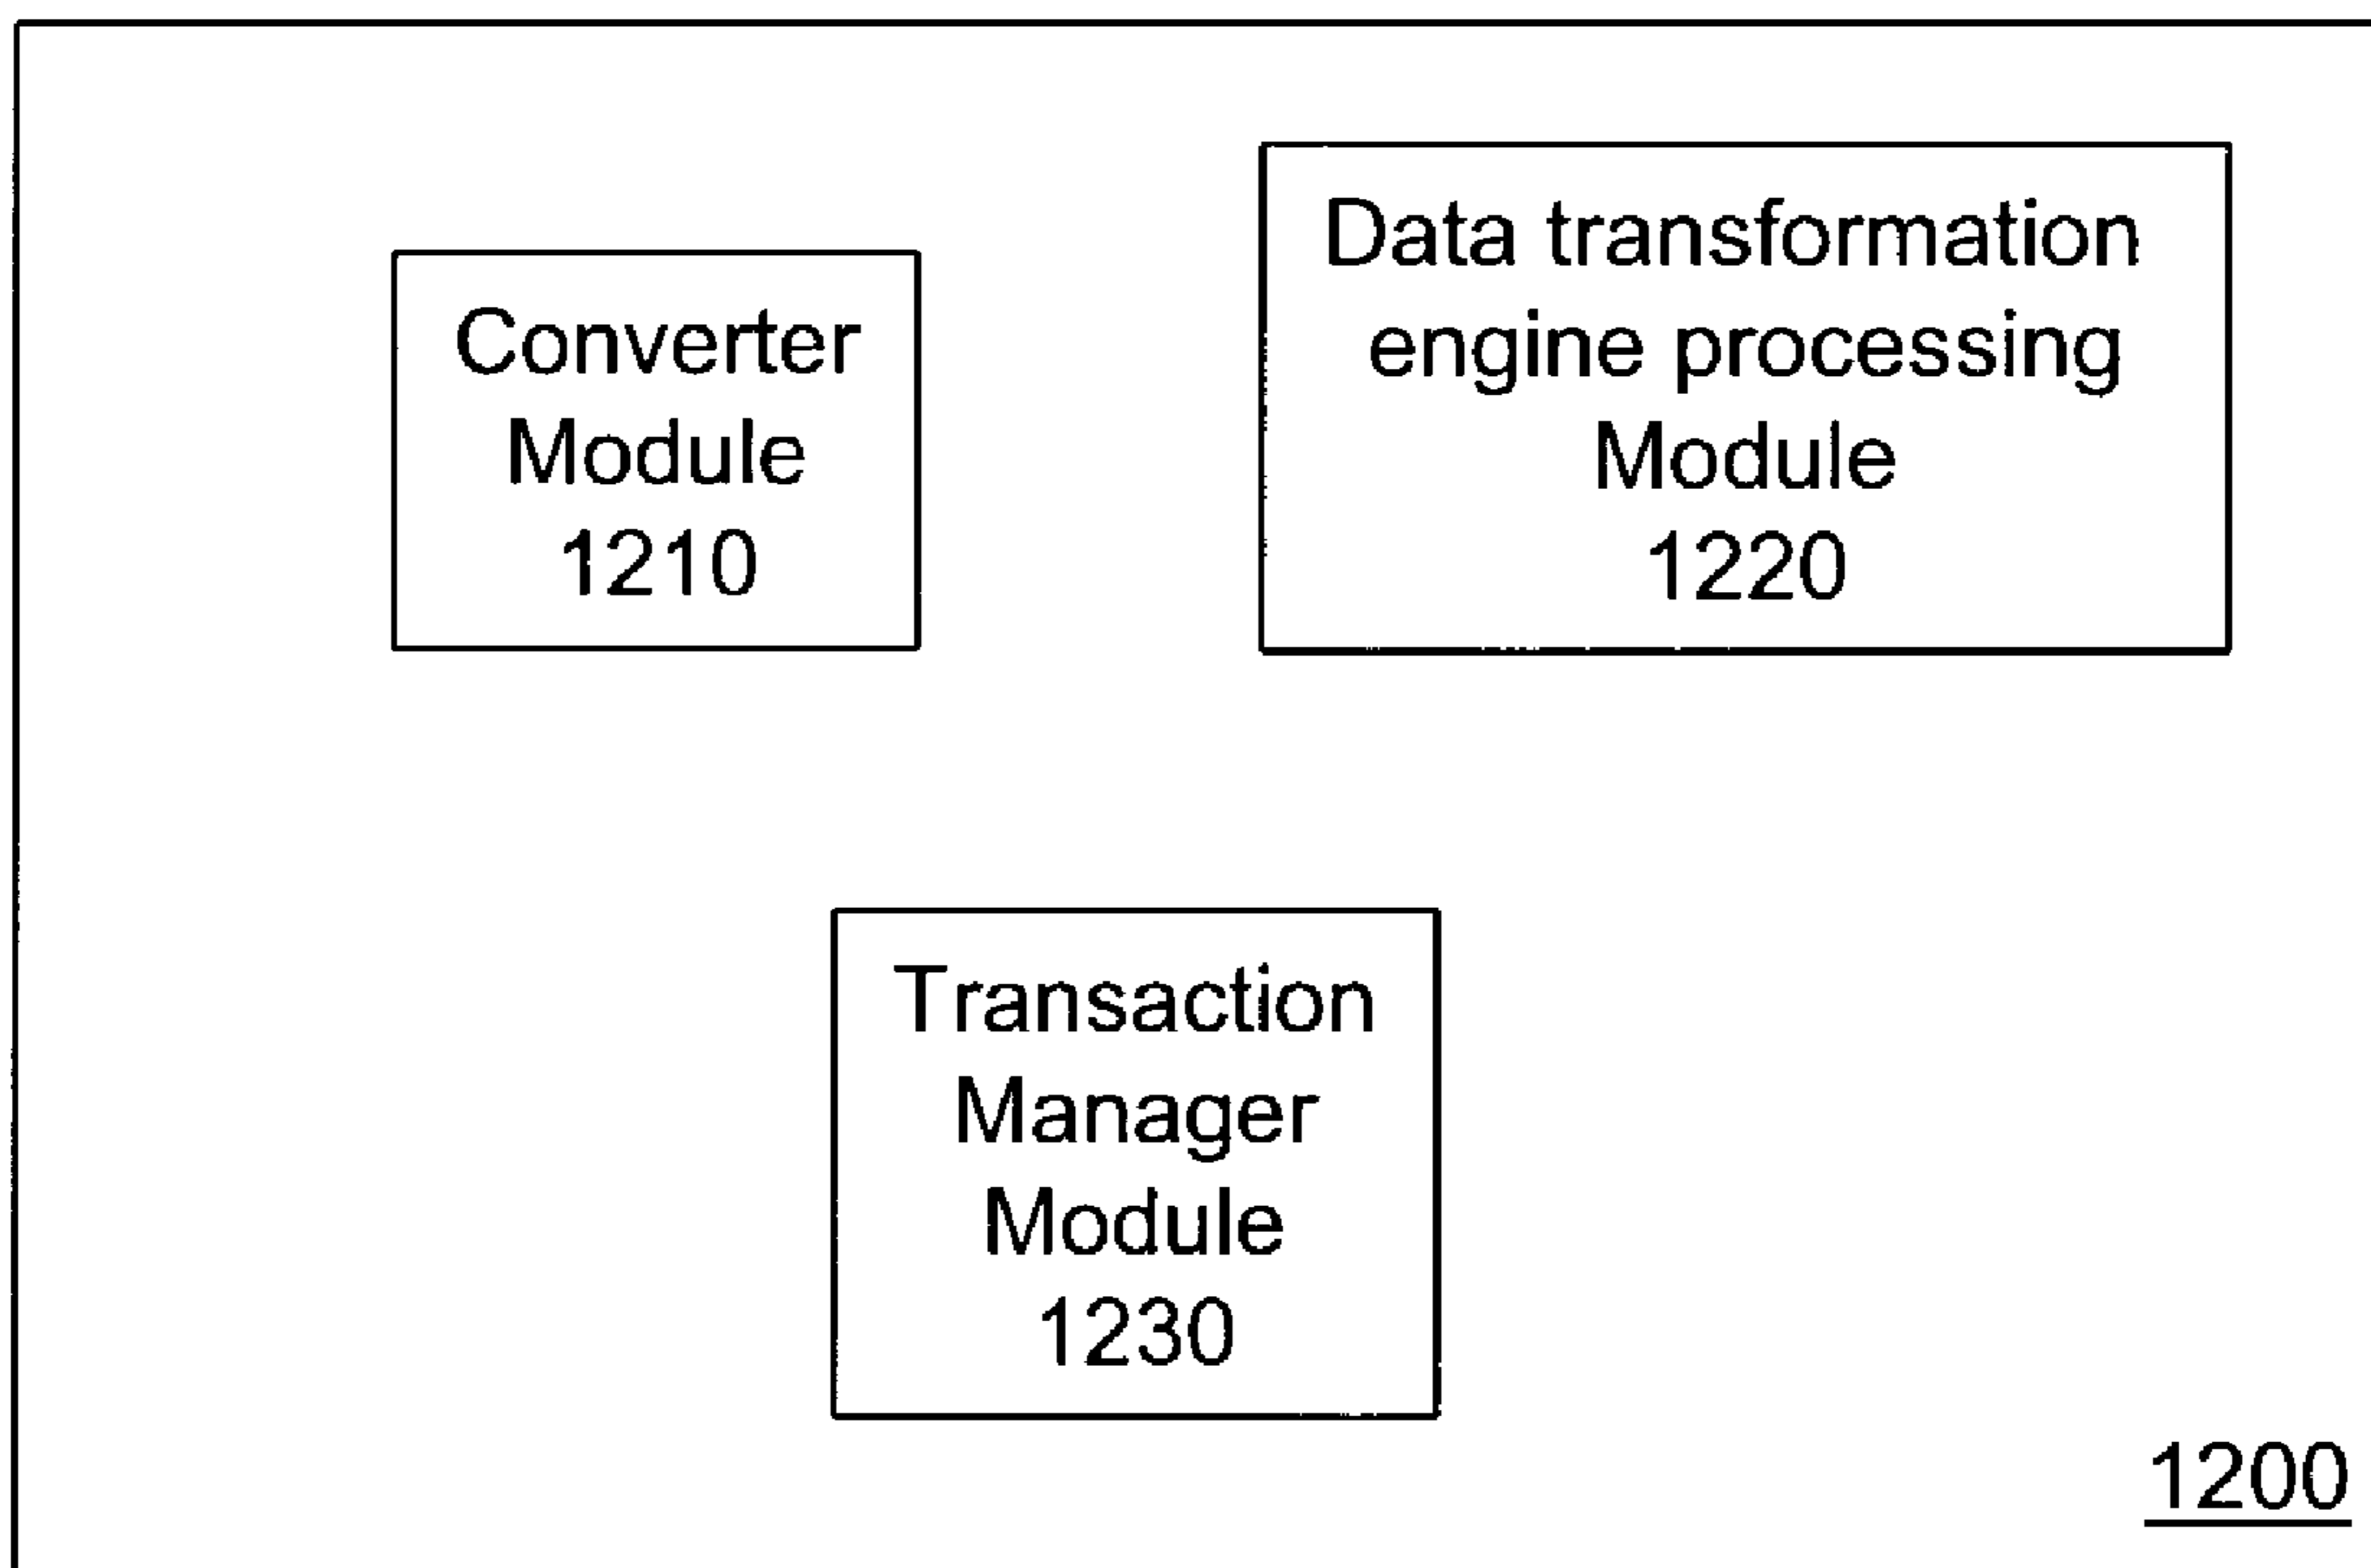 Converter
Module
1210
Data transformation
engine processing
Module
1220
Transaction
Manager
Module
1230
1200